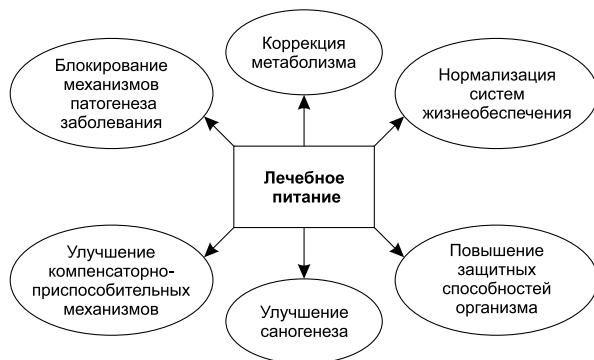 Коррекция
метаболизма
Блокирование
механизмов
патогенеза
заболевания
Нормализация
систем
жизнеобеспечения
Лечебное
питание
Улучшение
компенсаторно-
приспособительных
механизмов
Улучшение
саногенеза
Повышение
защитных
способностей
организма